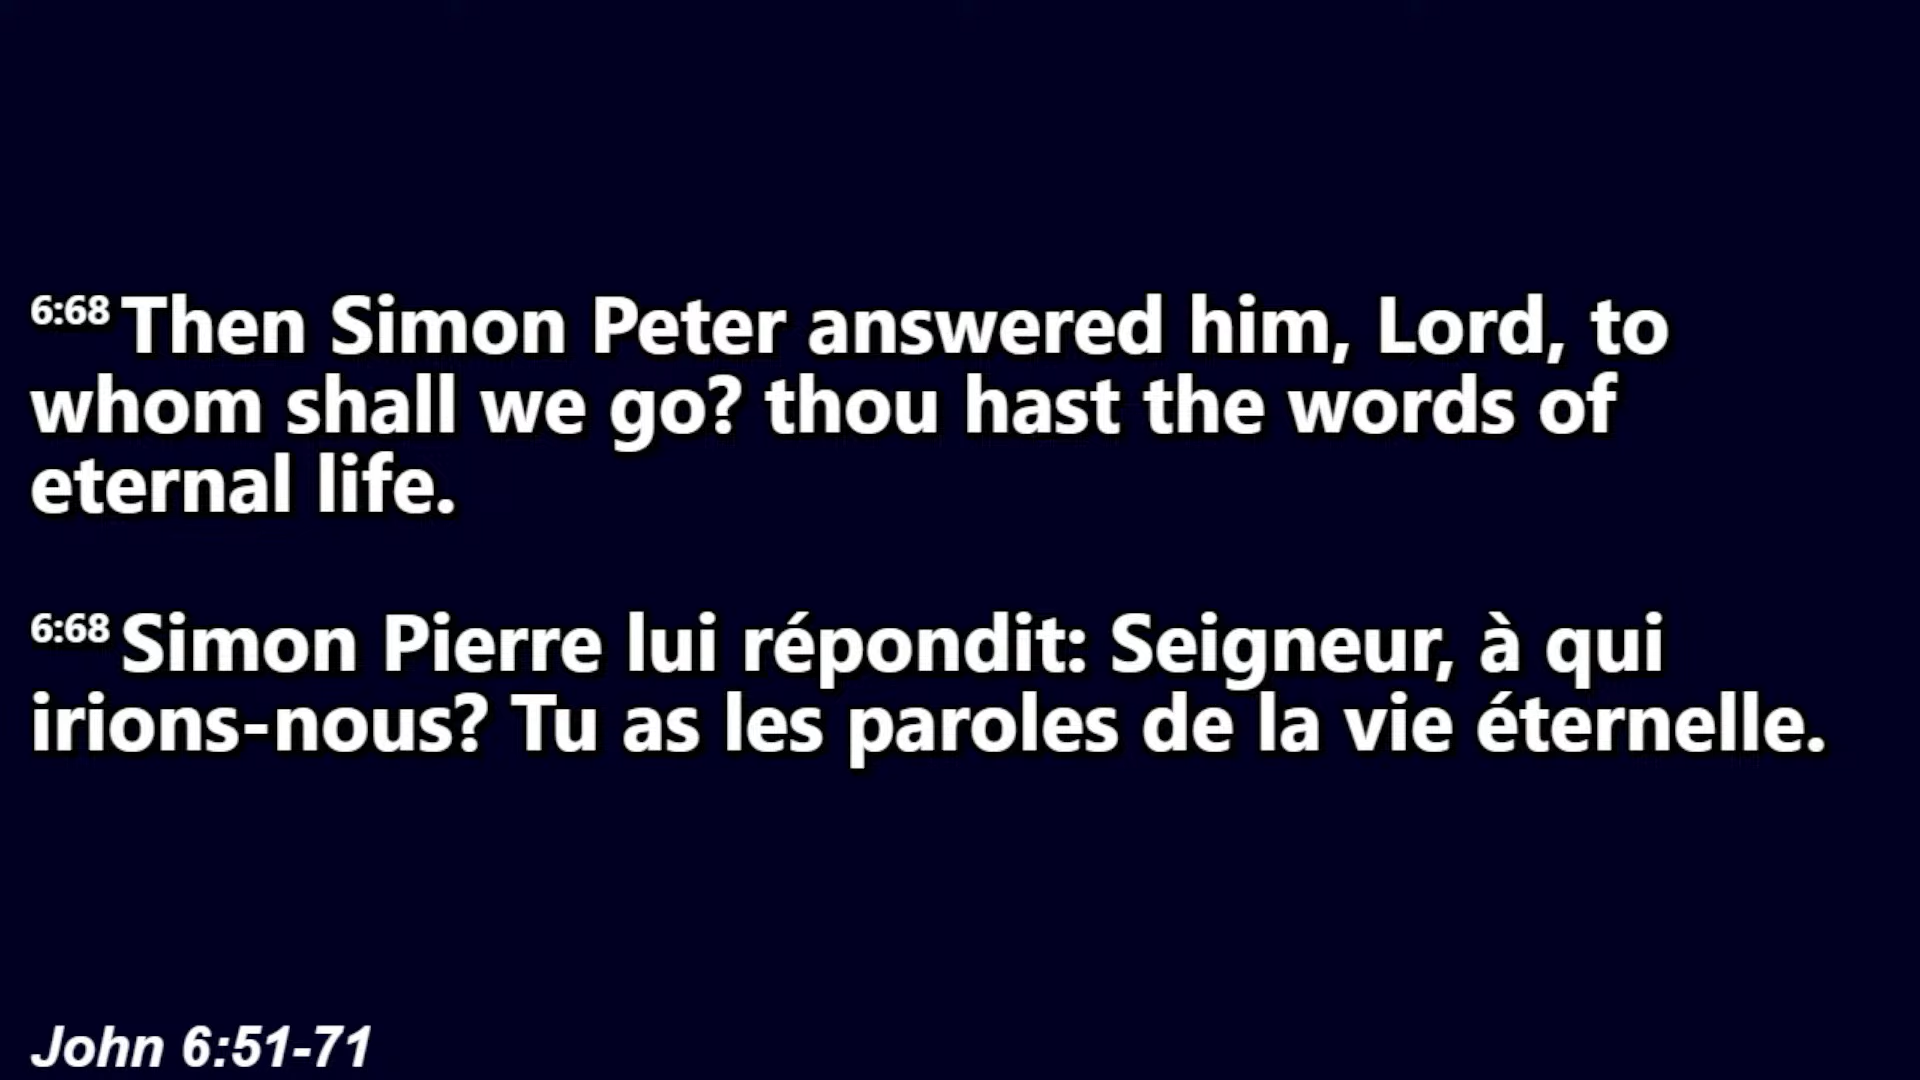 6:68 Then Simon Peter answered him, Lord, to
whom shall we go? thou hast the words of
eternal life.
6:68 Simon Pierre lui répondit: Seigneur, à qui
irions-nous? Tu as les paroles de la vie éternelle.
John 6:51-71